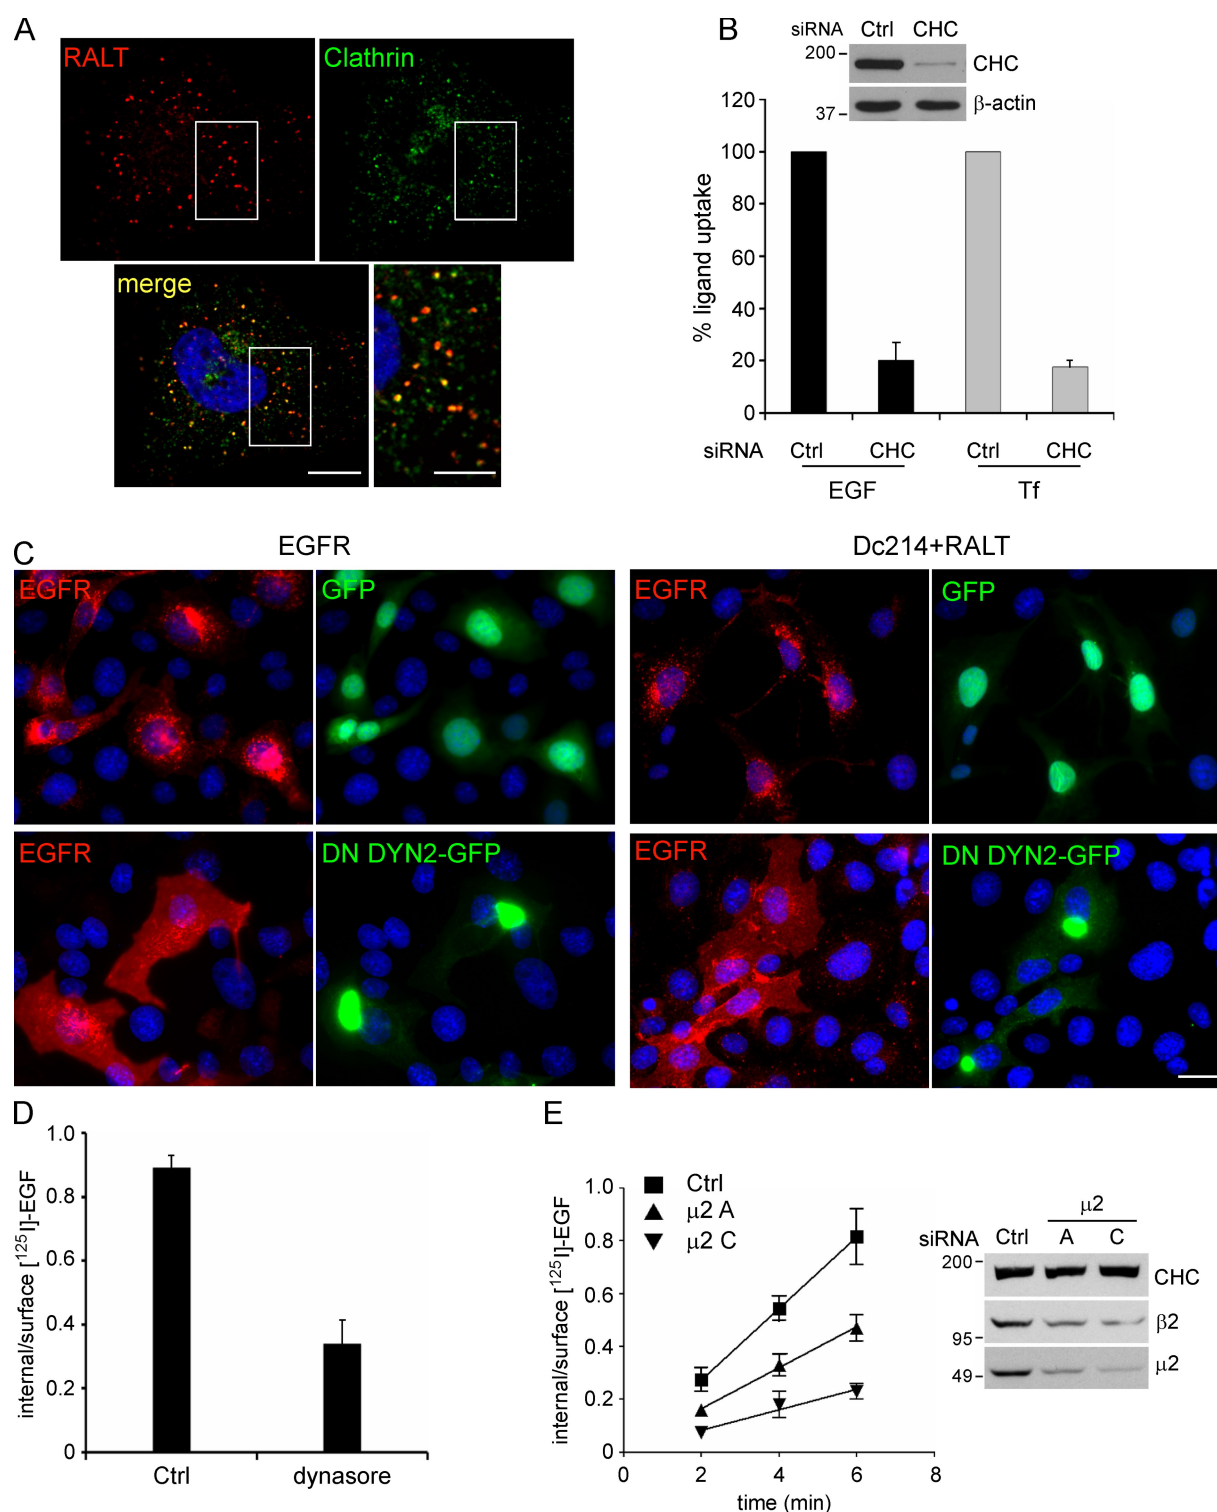 A
RALT
Clathrin
merge
B
siRNA Ctrl CHC
200
CHC
37
β-actin
120
100
80
60
40
20
0
% ligand uptake
siRNA Ctrl CHC Ctrl CHC
EGF Tf
C
EGFR
Dc214+RALT
EGFR
GFP
EGFR
GFP
EGFR
DN DYN2-GFP
EGFR
DN DYN2-GFP
D
1.0
0.8
0.6
0.4
0.2
0
internal/surface [¹²⁵I]-EGF
Ctrl dynasore
E
1.0
0.8
0.6
0.4
0.2
0
internal/surface [¹²⁵I]-EGF
Ctrl
μ2 A
μ2 C
0 2 4 6 8
time (min)
μ2
siRNA Ctrl A C
200
CHC
β2
95
μ2
49